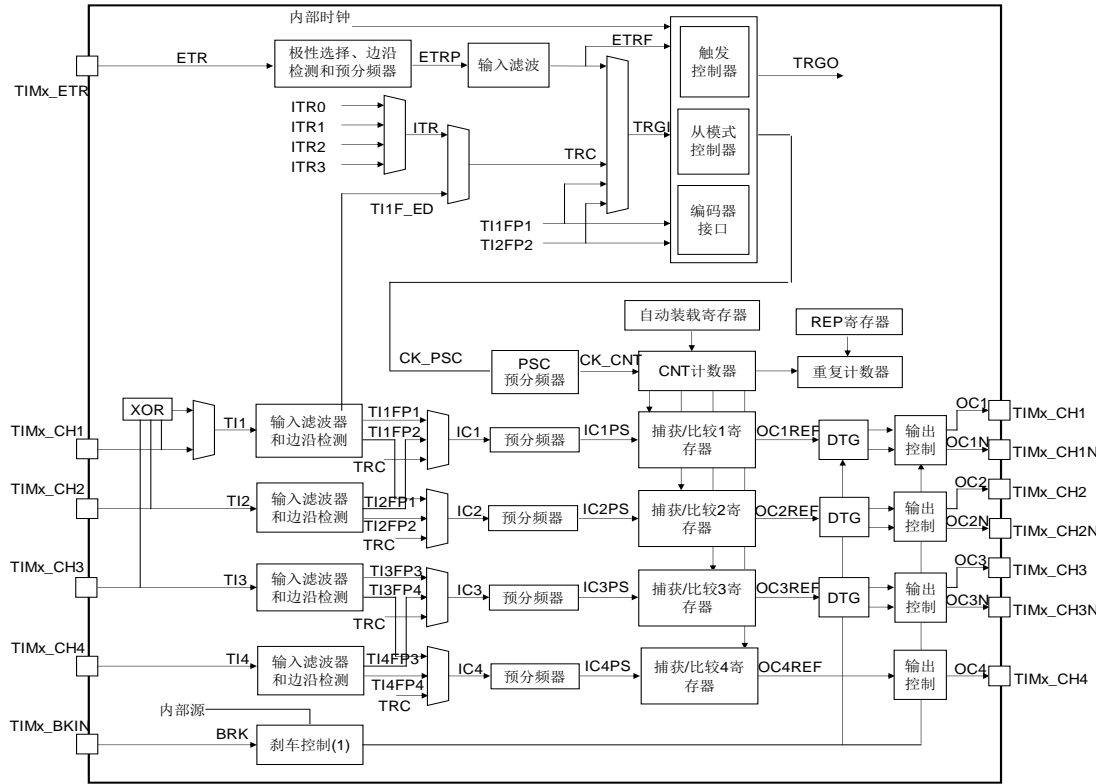 内部时钟
ETR
极性选择、边沿
检测和预分频器
ETRP
输入滤波
ETRF
触发
控制器
TRGO
TIMx_ETR
ITR0
ITR1
ITR2
ITR3
ITR
TRC
TRGI
从模式
控制器
TI1F_ED
TI1FP1
TI2FP2
编码器
接口
自动装载寄存器
REP寄存器
CK_PSC
PSC
预分频器
CK_CNT
CNT计数器
重复计数器
XOR
TIMx_CH1
TI1
输入滤波器
和边沿检测
TI1FP1
TI1FP2
TRC
IC1
预分频器
IC1PS
捕获/比较1寄
存器
OC1REF
DTG
输出
控制
OC1
TIMx_CH1
OC1N
TIMx_CH1N
TIMx_CH2
TI2
输入滤波器
和边沿检测
TI2FP1
TI2FP2
TRC
IC2
预分频器
IC2PS
捕获/比较2寄
存器
OC2REF
DTG
输出
控制
OC2
TIMx_CH2
OC2N
TIMx_CH2N
TIMx_CH3
TI3
输入滤波器
和边沿检测
TI3FP3
TI3FP4
TRC
IC3
预分频器
IC3PS
捕获/比较3寄
存器
OC3REF
DTG
输出
控制
OC3
TIMx_CH3
OC3N
TIMx_CH3N
TIMx_CH4
TI4
输入滤波器
和边沿检测
TI4FP3
TI4FP4
TRC
IC4
预分频器
IC4PS
捕获/比较4寄
存器
OC4REF
输出
控制
OC4
TIMx_CH4
内部源
TIMx_BKIN
BRK
刹车控制(1)